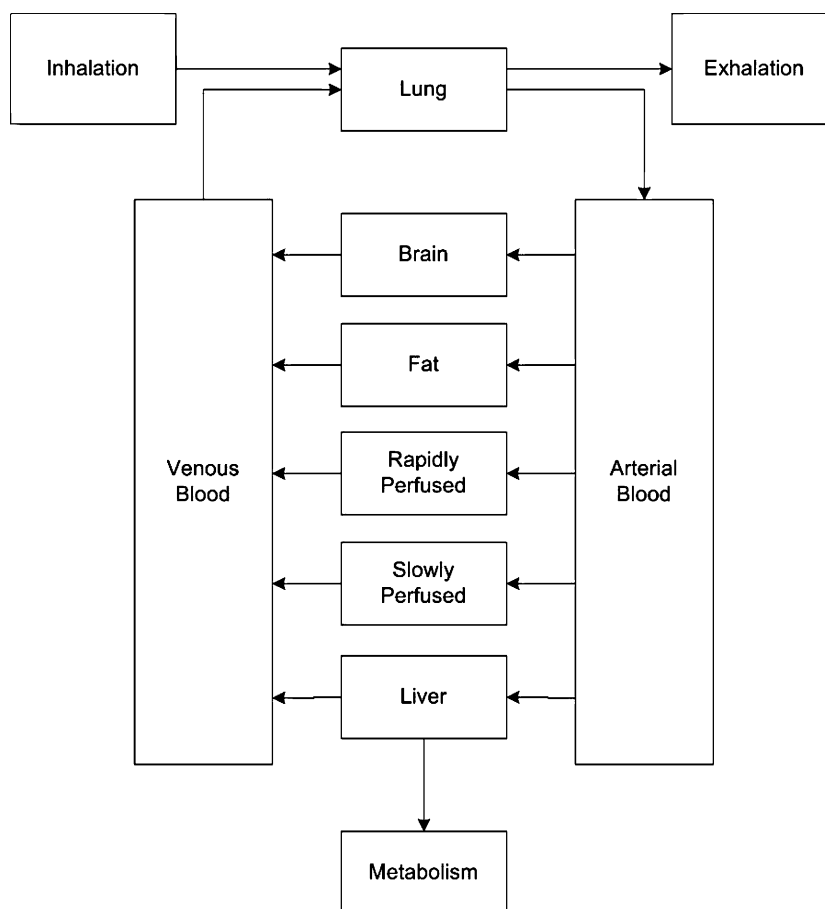 Inhalation
Lung
Exhalation
Brain
Fat
Venous
Blood
Rapidly
Perfused
Arterial
Blood
Slowly
Perfused
Liver
Metabolism